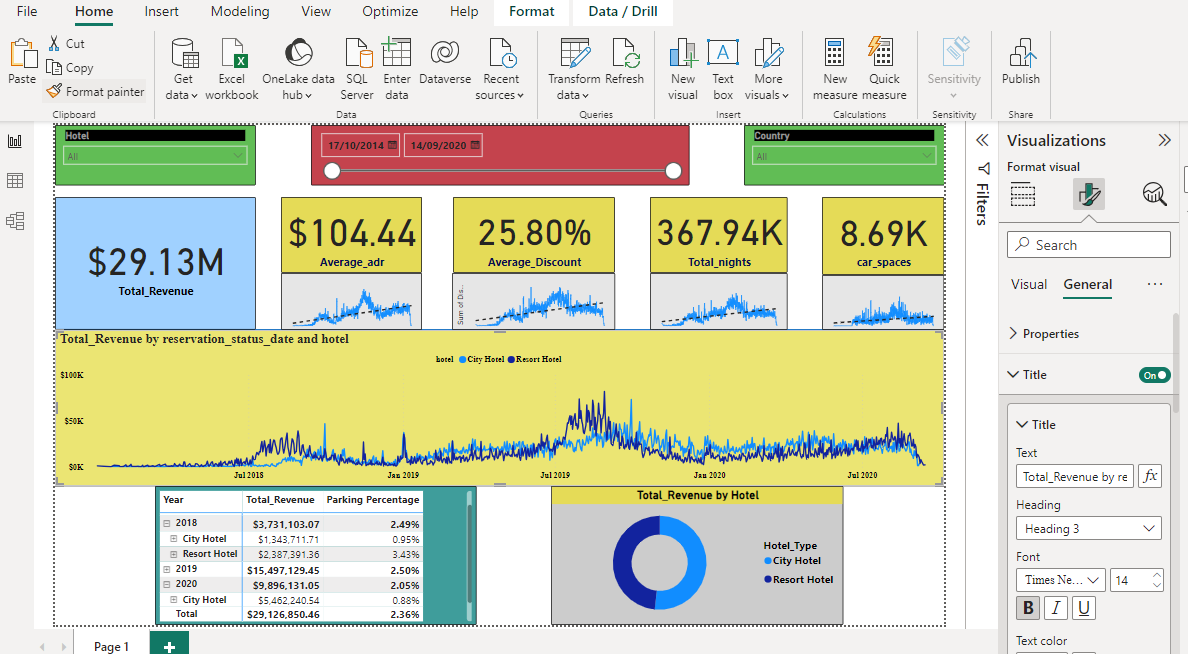 File Home Insert Modeling View Optimize Help Format Data / Drill
Paste
Cut
Copy
Format painter
Clipboard
Get data
Excel workbook
OneLake data hub
SQL Server
Enter data
Dataverse
Recent sources
Data
Transform data
Refresh
Queries
New visual
Text box
More visuals
Insert
New measure
Quick measure
Calculations
Sensitivity
Sensitivity
Publish
Share
Hotel
All
17/10/2014 14/09/2020
Country
All
$29.13M
Total_Revenue
$104.44
Average_adr
25.80%
Average_Discount
Sum of Dis...
367.94K
Total_nights
8.69K
car_spaces
Total_Revenue by reservation_status_date and hotel
hotel City Hotel Resort Hotel
$100K
$50K
$0K
Jul 2018 Jan 2019 Jul 2019 Jan 2020 Jul 2020
Year Total_Revenue Parking Percentage
2018 $3,731,103.07 2.49%
City Hotel $1,343,711.71 0.95%
Resort Hotel $2,387,391.36 3.43%
2019 $15,497,129.45 2.50%
2020 $9,896,131.05 2.05%
City Hotel $5,462,240.54 0.88%
Total $29,126,850.46 2.36%
Total_Revenue by Hotel
Hotel_Type
City Hotel
Resort Hotel
Page 1
+
Filters
Visualizations
Format visual
Search
Visual General ...
Properties
Title On
Title
Text
Total_Revenue by re
fx
Heading
Heading 3
Font
Times Ne... 14
B I U
Text color